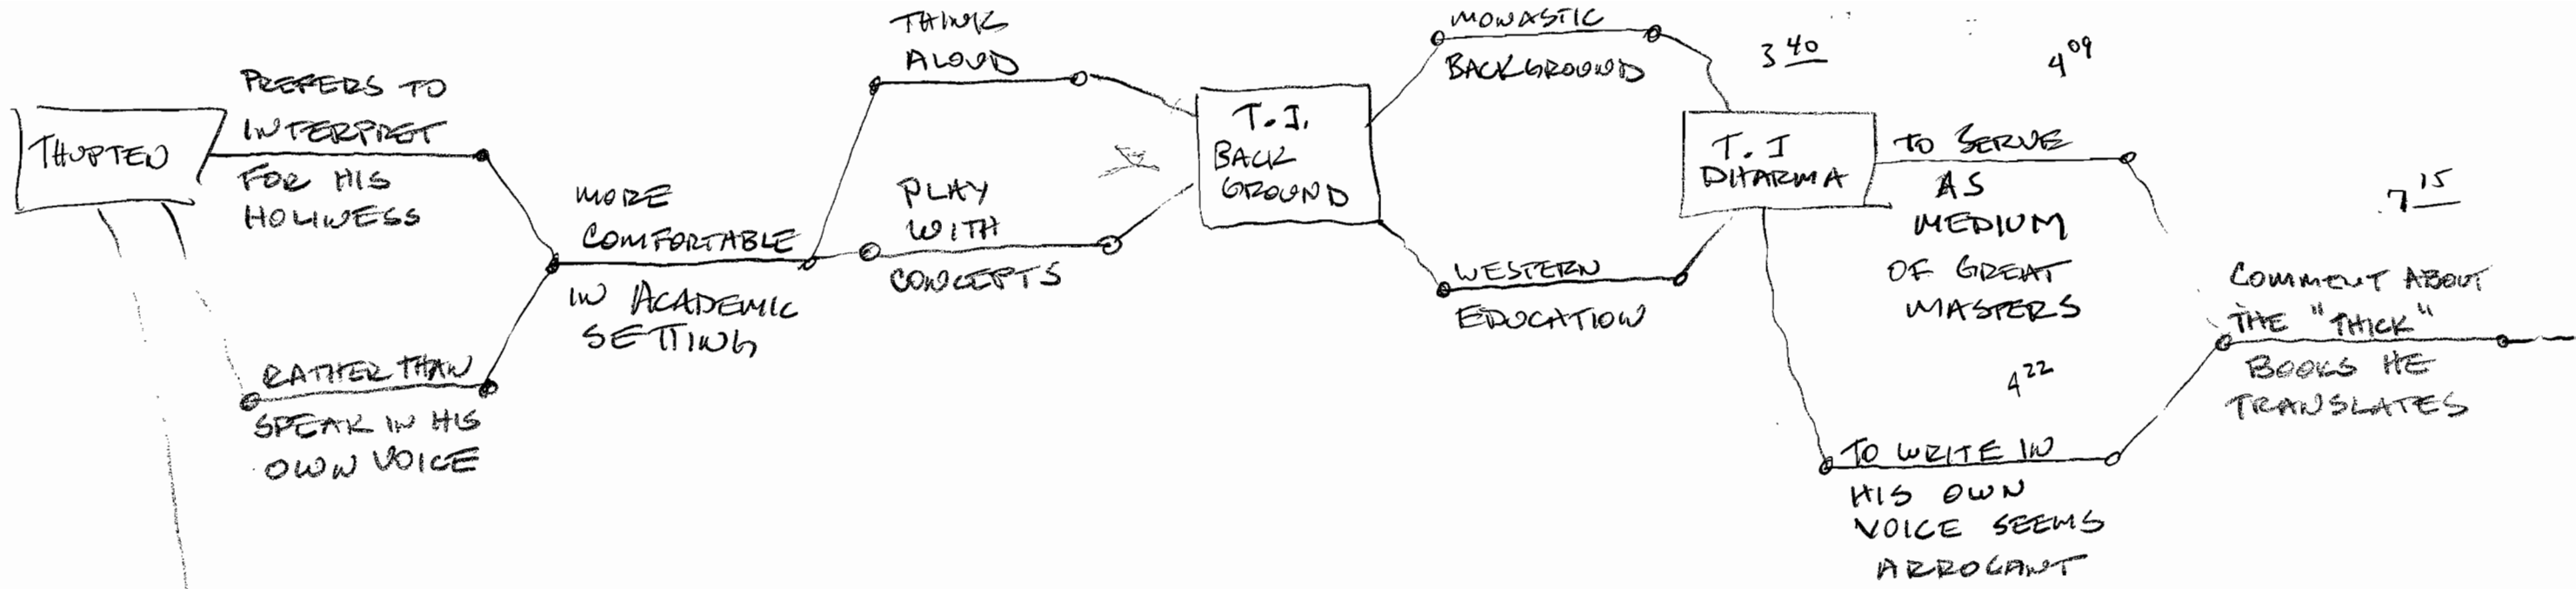 THUPTEN
PREFERS TO
INTERPRET
FOR HIS
HOLINESS
RATHER THAN
SPEAK IN HIS
OWN VOICE
MORE
COMFORTABLE
IN ACADEMIC
SETTING
THINK
ALOUD
PLAY
WITH
CONCEPTS
T.J.
BACK
GROUND
MONASTIC
BACKGROUND
WESTERN
EDUCATION
3 40
T. J
DHARMA
4 09
TO SERVE
AS
MEDIUM
OF GREAT
MASTERS
4 22
TO WRITE IN
HIS OWN
VOICE SEEMS
ARROGANT
7 15
COMMENT ABOUT
THE "THICK"
BOOKS HE
TRANSLATES